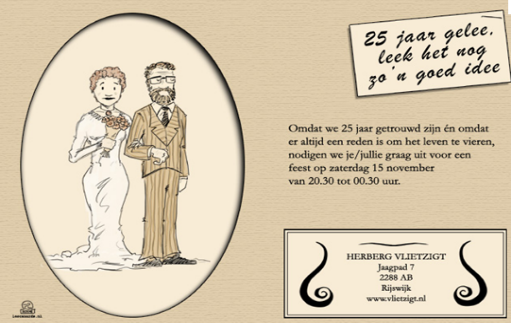 25 jaar gelee,
leek het nog
zo'n goed idee
Omdat we 25 jaar getrouwd zijn én omdat
er altijd een reden is om het leven te vieren,
nodigen we je/jullie graag uit voor een
feest op zaterdag 15 november
van 20.30 tot 00.30 uur.
HERBERG VLIETZIGT
Jaagpad 7
2288 AB
Rijswijk
www.vlietzigt.nl